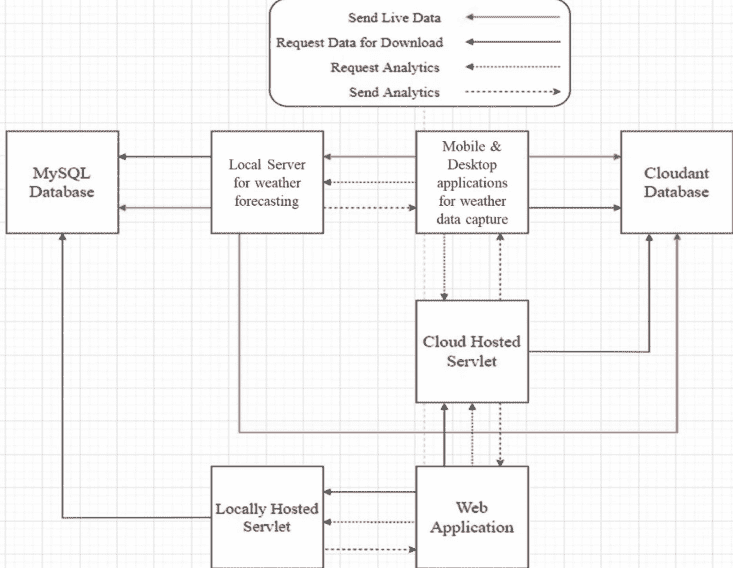 Send Live Data
Request Data for Download
Request Analytics
Send Analytics
MySQL
Database
Local Server
for weather
forecasting
Mobile &
Desktop
applications
for weather
data capture
Cloudant
Database
Cloud Hosted
Servlet
Locally Hosted
Servlet
Web
Application